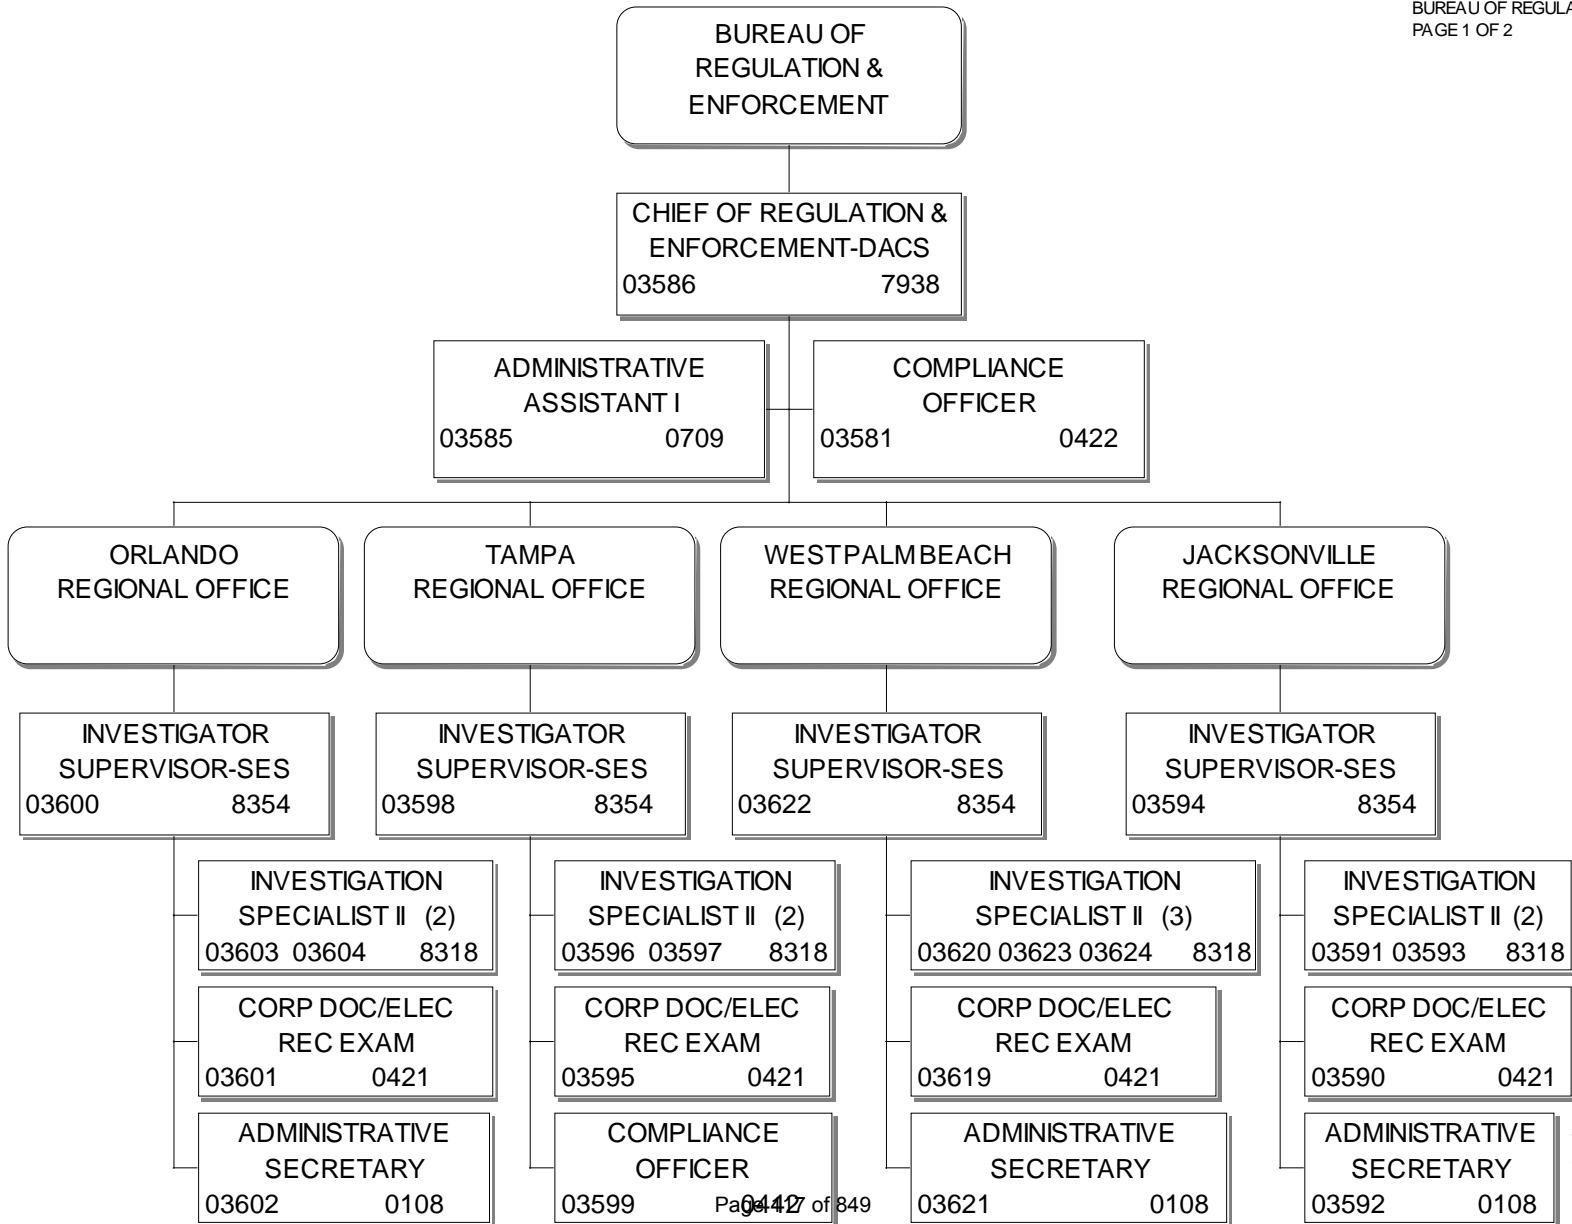 BUREAU OF REGULA
PAGE 1 OF 2
BUREAU OF
REGULATION &
ENFORCEMENT
CHIEF OF REGULATION &
ENFORCEMENT-DACS
03586 7938
ADMINISTRATIVE
ASSISTANT I
03585 0709
COMPLIANCE
OFFICER
03581 0422
ORLANDO
REGIONAL OFFICE
TAMPA
REGIONAL OFFICE
WEST PALM BEACH
REGIONAL OFFICE
JACKSONVILLE
REGIONAL OFFICE
INVESTIGATOR
SUPERVISOR-SES
03600 8354
INVESTIGATOR
SUPERVISOR-SES
03598 8354
INVESTIGATOR
SUPERVISOR-SES
03622 8354
INVESTIGATOR
SUPERVISOR-SES
03594 8354
INVESTIGATION
SPECIALIST II (2)
03603 03604 8318
INVESTIGATION
SPECIALIST II (2)
03596 03597 8318
INVESTIGATION
SPECIALIST II (3)
03620 03623 03624 8318
INVESTIGATION
SPECIALIST II (2)
03591 03593 8318
CORP DOC/ELEC
REC EXAM
03601 0421
CORP DOC/ELEC
REC EXAM
03595 0421
CORP DOC/ELEC
REC EXAM
03619 0421
CORP DOC/ELEC
REC EXAM
03590 0421
ADMINISTRATIVE
SECRETARY
03602 0108
COMPLIANCE
OFFICER
03599
ADMINISTRATIVE
SECRETARY
03621 0108
ADMINISTRATIVE
SECRETARY
03592 0108
Page of 849